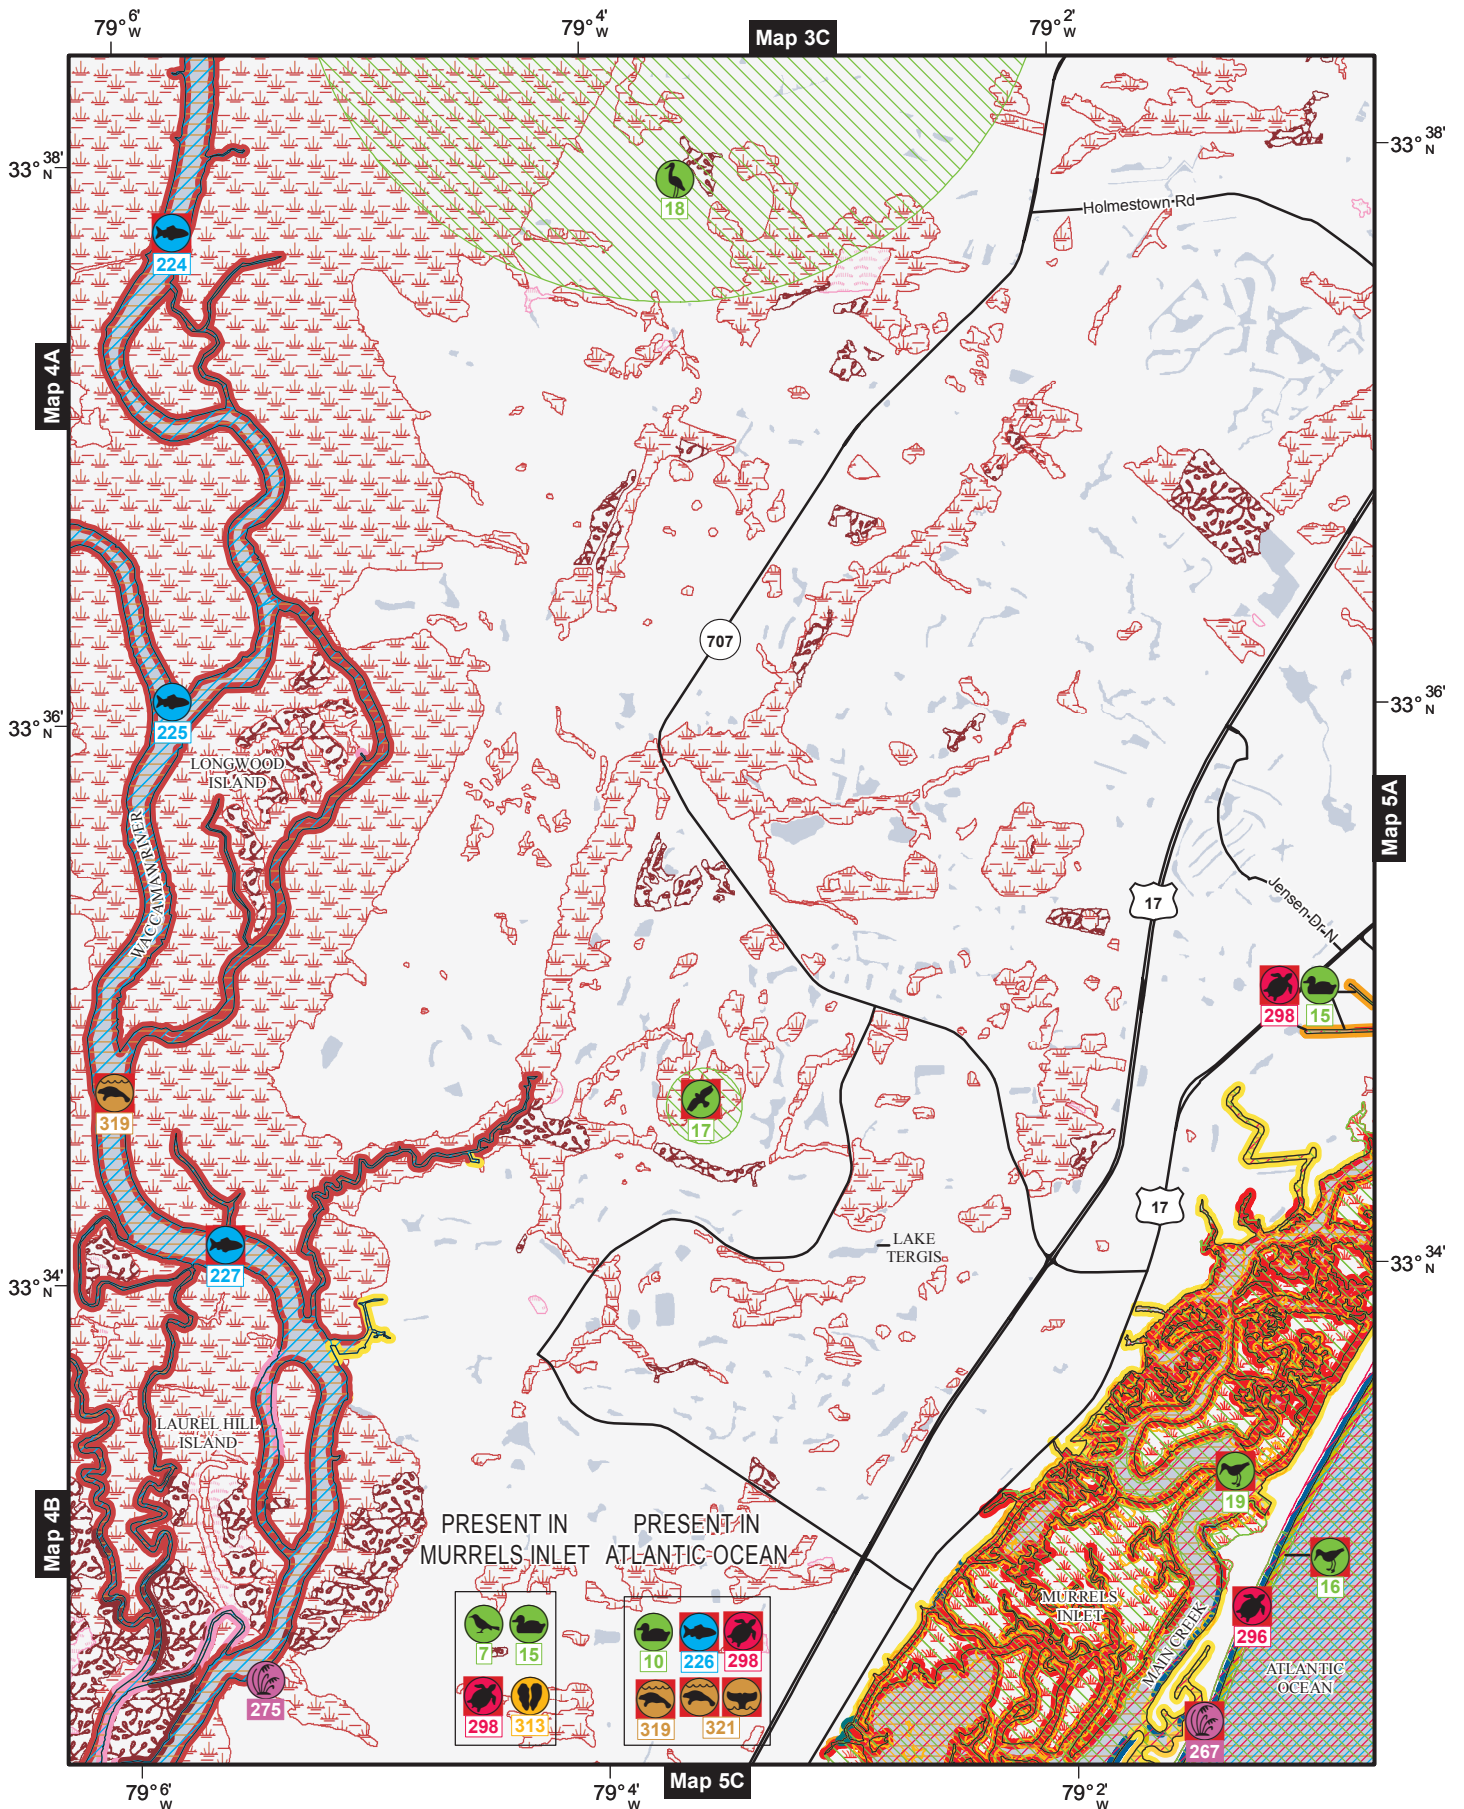 79° 6' W
79° 4' W
79° 2' W
Map 3C
33° 38' N
33° 38' N
18
Holmestown Rd
224
Map 4A
707
33° 36' N
33° 36' N
225
LONGWOOD
ISLAND
Map 5A
WACCAMAW RIVER
17
Jensen Dr N
298
15
319
17
17
227
LAKE
TERGIS
33° 34' N
33° 34' N
LAUREL HILL
ISLAND
19
Map 4B
PRESENT IN
MURRELS INLET
PRESENT IN
ATLANTIC OCEAN
16
7
15
10
226
298
MURRELS
INLET
MAIN CREEK
296
ATLANTIC
OCEAN
275
298
313
319
321
267
Map 5C
79° 6' W
79° 4' W
79° 2' W